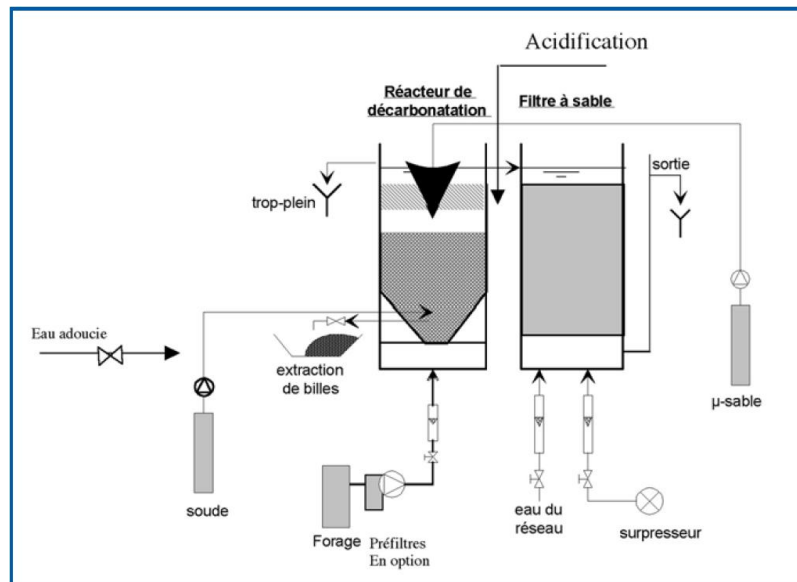 Acidification
Réacteur de
décarbonatation
Filtre à sable
sortie
trop-plein
Eau adoucie
extraction
de billes
µ-sable
soude
Forage
Préfiltres
En option
eau du
réseau
surpresseur